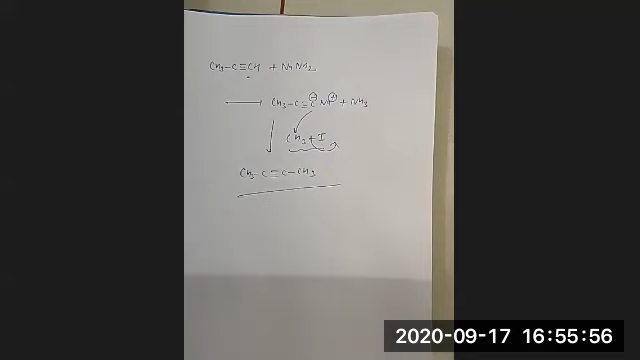 CH₃-C≡CH + NaNH₂
⟶ CH₃-C≡C⊖ Na⊕ + NH₃
CH₃+I
CH₃-C≡C-CH₃
2020-09-17 16:55:56